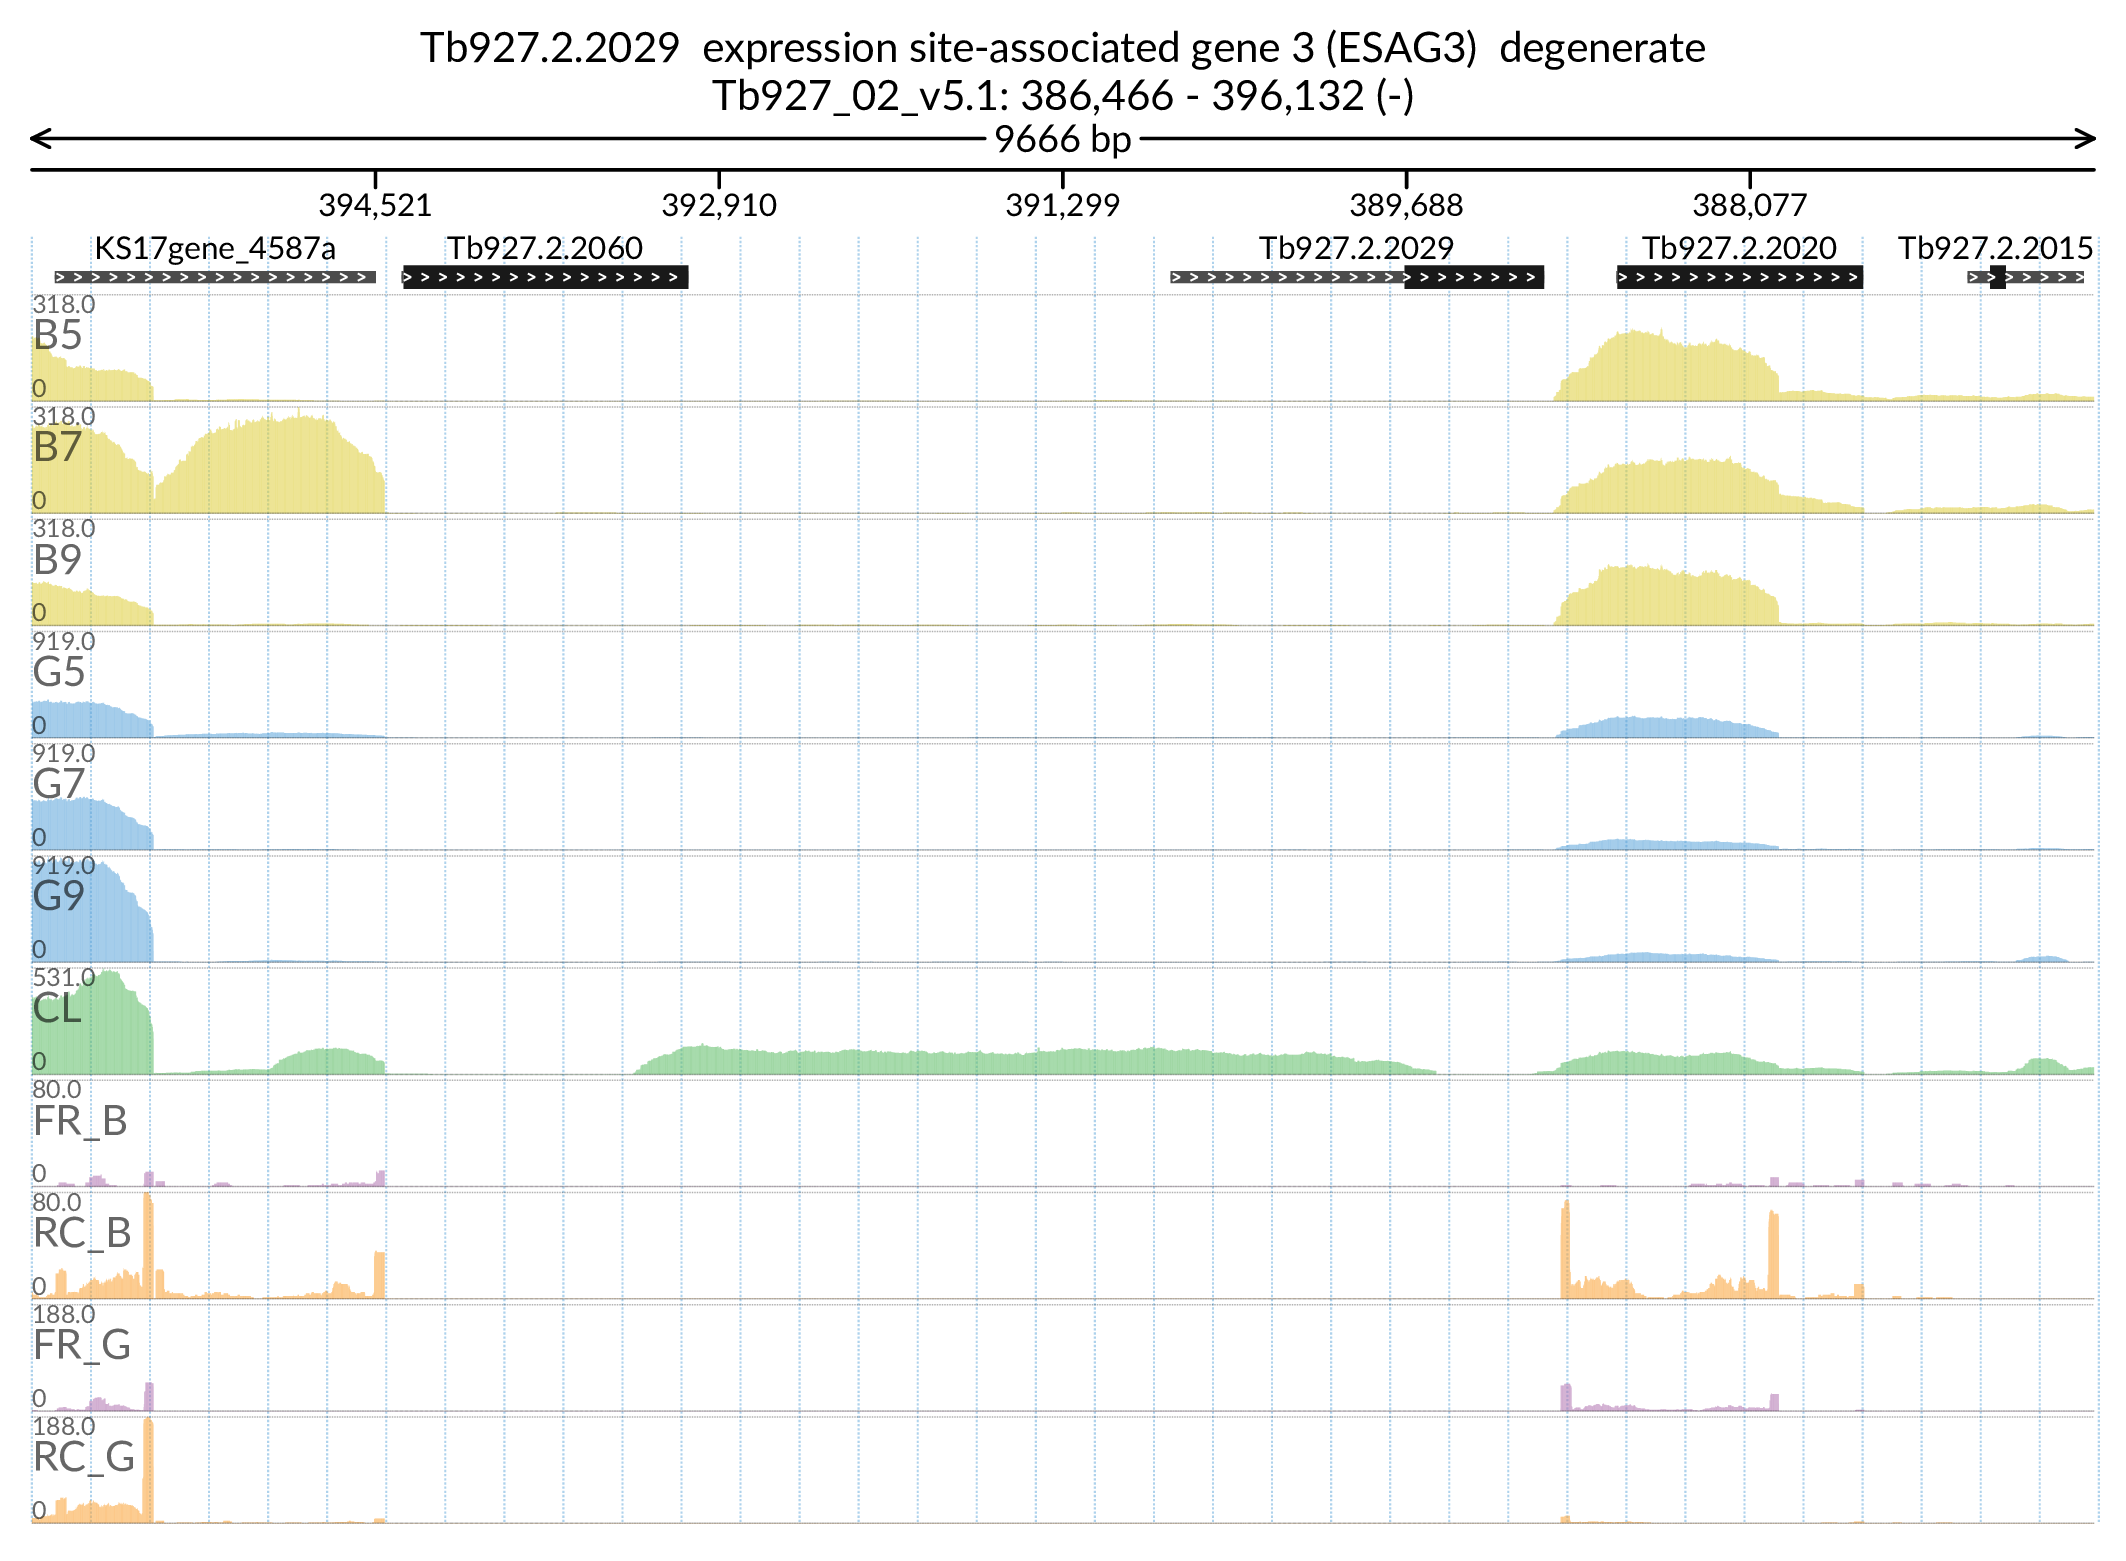 Tb927.2.2029 expression site-associated gene 3 (ESAG3) degenerate
Tb927_02_v5.1: 386,466 - 396,132 (-)
9666 bp
394,521 392,910 391,299 389,688 388,077
KS17gene_4587a Tb927.2.2060 Tb927.2.2029 Tb927.2.2020 Tb927.2.2015
318.0
B5
0
318.0
B7
0
318.0
B9
0
919.0
G5
0
919.0
G7
0
919.0
G9
0
531.0
CL
0
80.0
FR_B
0
80.0
RC_B
0
188.0
FR_G
0
188.0
RC_G
0